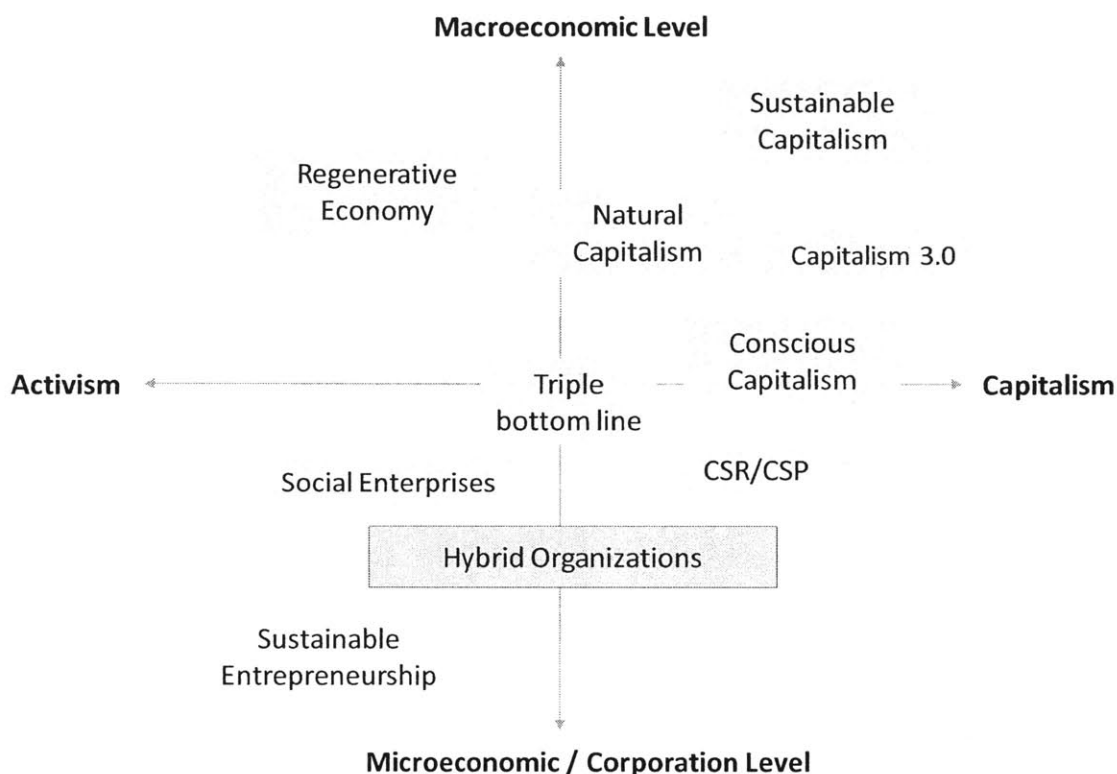 Macroeconomic Level
Sustainable
Capitalism
Regenerative
Economy
Natural
Capitalism
Capitalism 3.0
Conscious
Capitalism
Activism
Triple
bottom line
Capitalism
Social Enterprises
CSR/CSP
Hybrid Organizations
Sustainable
Entrepreneurship
Microeconomic / Corporation Level